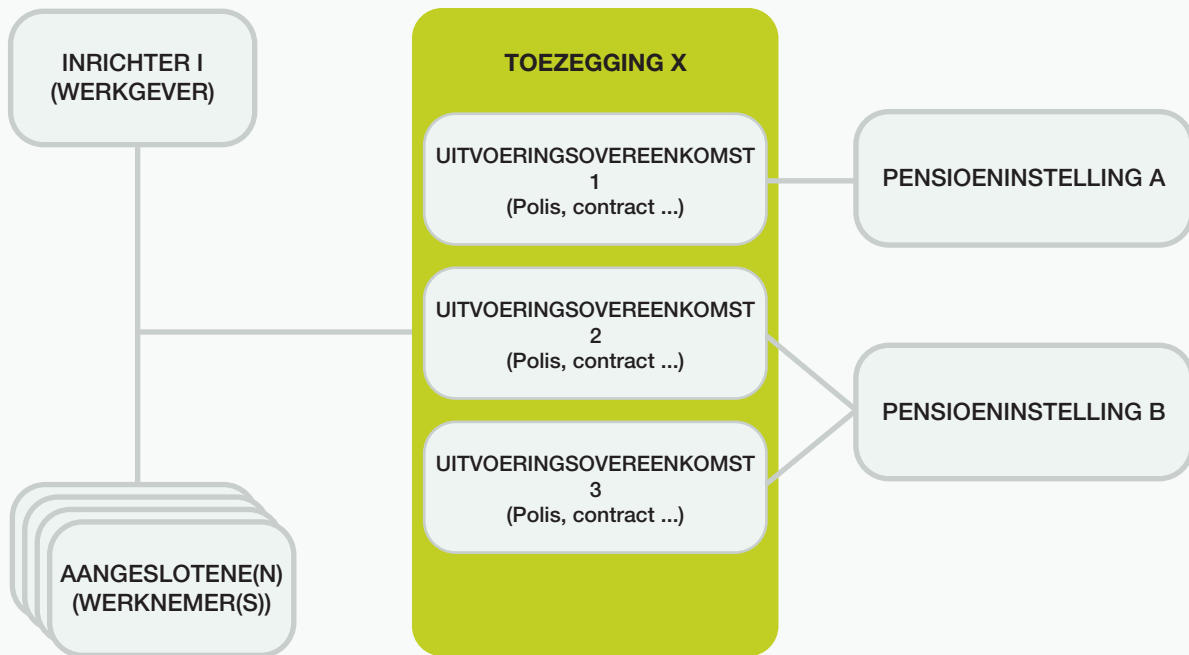 INRICHTER I
(WERKGEVER)
TOEZEGGING X
UITVOERINGSOVEREENKOMST
1
(Polis, contract ...)
PENSIOENINSTELLING A
UITVOERINGSOVEREENKOMST
2
(Polis, contract ...)
PENSIOENINSTELLING B
UITVOERINGSOVEREENKOMST
3
(Polis, contract ...)
AANGESLOTENE(N)
(WERKNEMER(S))